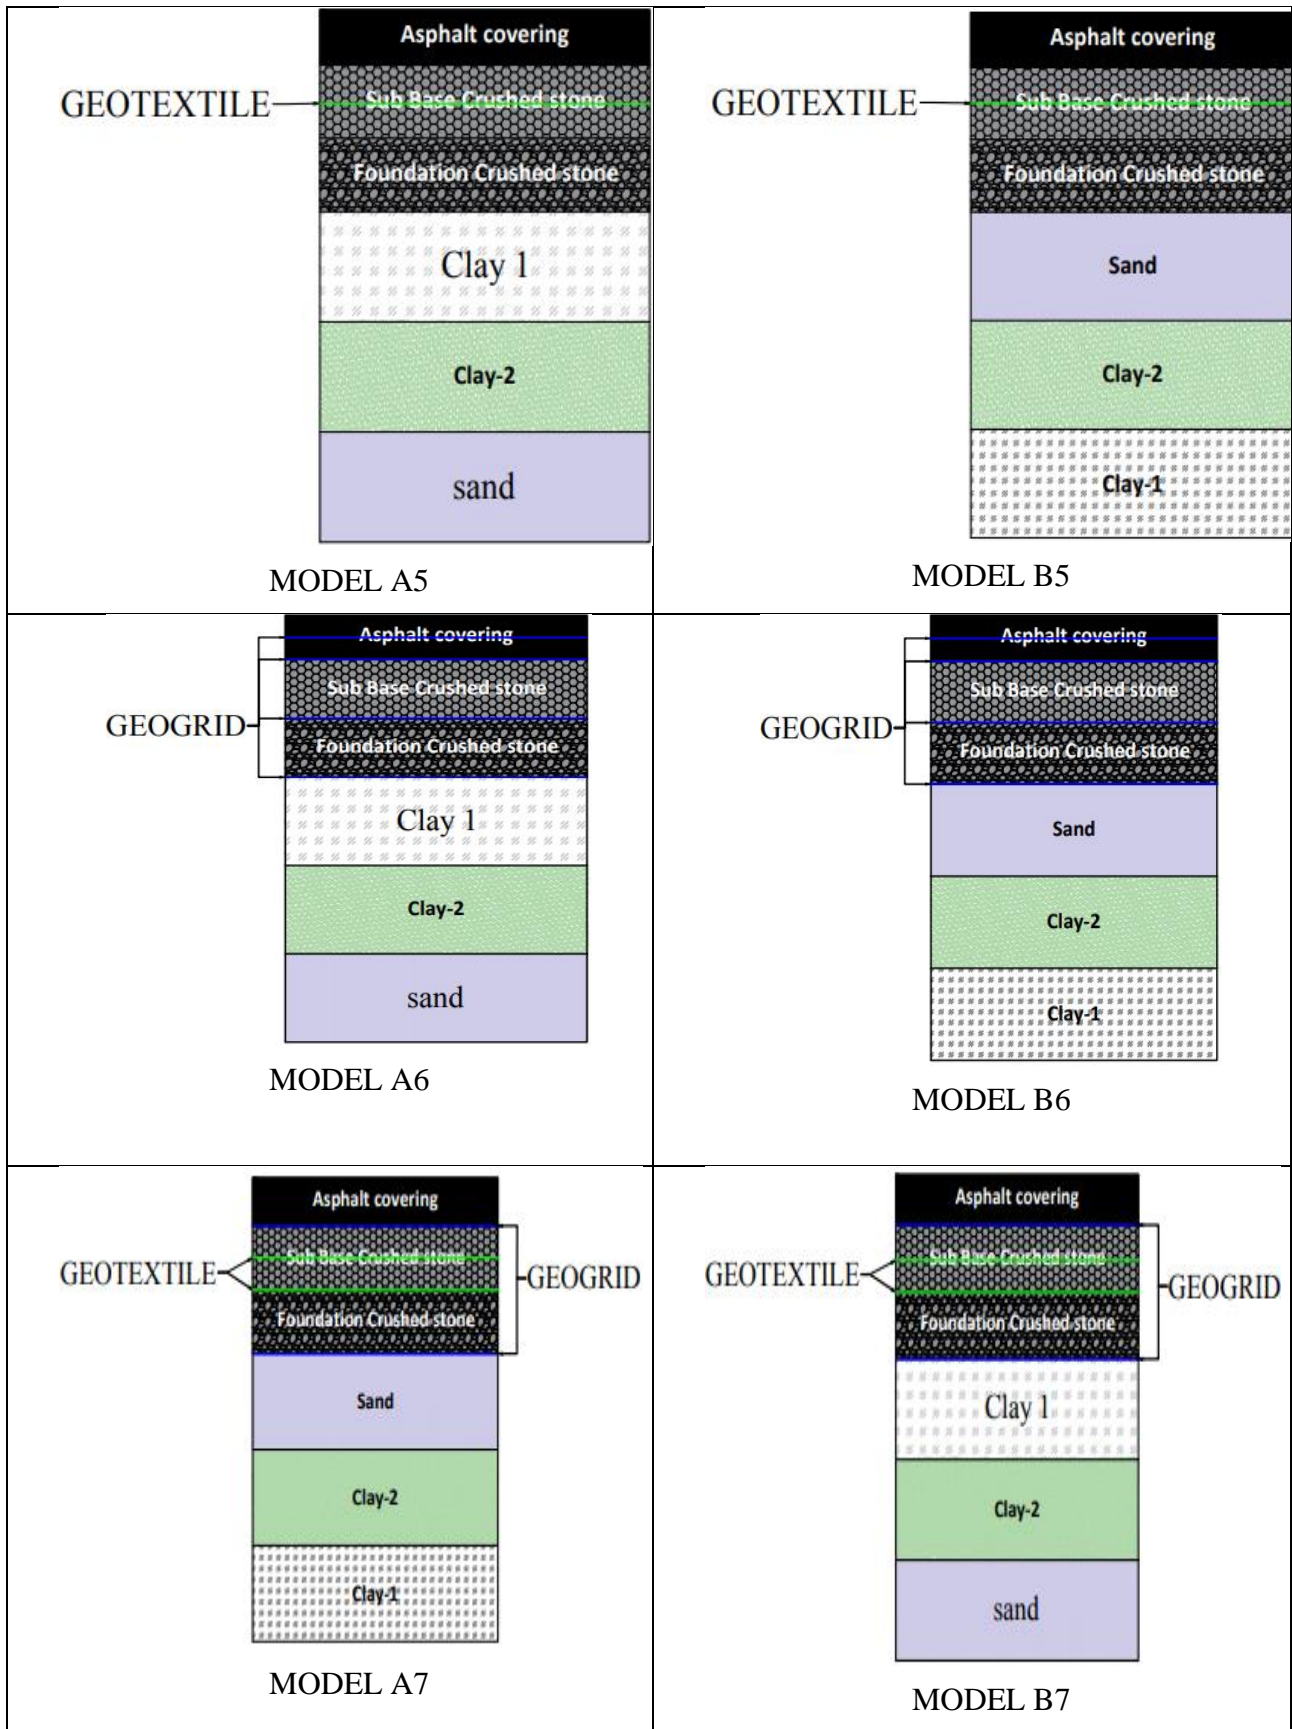 Asphalt covering
GEOTEXTILE
Sub Base Crushed stone
Foundation Crushed stone
Clay 1
Clay-2
sand
MODEL A5
Asphalt covering
GEOTEXTILE
Sub Base Crushed stone
Foundation Crushed stone
Sand
Clay-2
Clay-1
MODEL B5
Asphalt covering
Sub Base Crushed stone
GEOGRID
Foundation Crushed stone
Clay 1
Clay-2
sand
MODEL A6
Asphalt covering
Sub Base Crushed stone
GEOGRID
Foundation Crushed stone
Sand
Clay-2
Clay-1
MODEL B6
Asphalt covering
Sub Base Crushed stone
GEOTEXTILE
GEOGRID
Foundation Crushed stone
Sand
Clay-2
Clay-1
MODEL A7
Asphalt covering
Sub Base Crushed stone
GEOTEXTILE
GEOGRID
Foundation Crushed stone
Clay 1
Clay-2
sand
MODEL B7